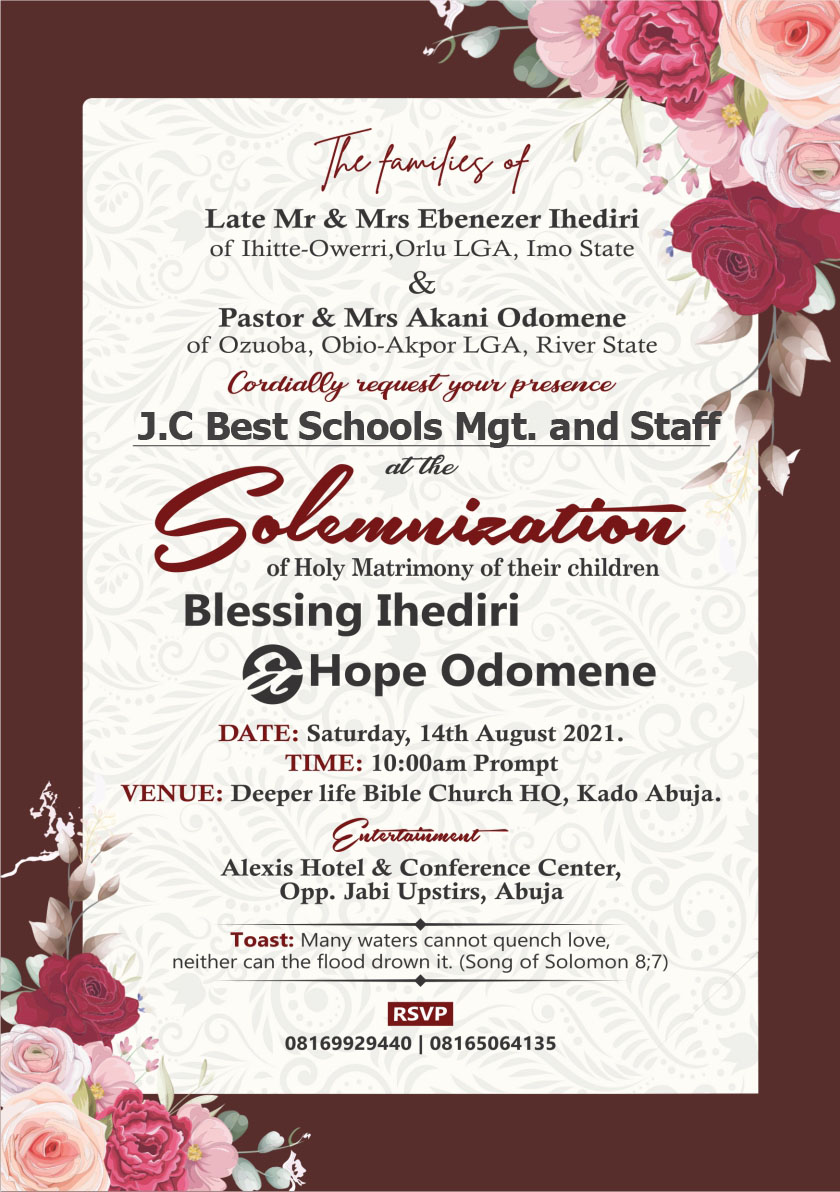 The families of
Late Mr & Mrs Ebenezer Ihediri
of Ihitte-Owerri,Orlu LGA, Imo State
&
Pastor & Mrs Akani Odomene
of Ozuoba, Obio-Akpor LGA, River State
Cordially request your presence
J.C Best Schools Mgt. and Staff
at the
Solemnization
of Holy Matrimony of their children
Blessing Ihediri
& Hope Odomene
DATE: Saturday, 14th August 2021.
TIME: 10:00am Prompt
VENUE: Deeper life Bible Church HQ, Kado Abuja.
Entertainment
Alexis Hotel & Conference Center,
Opp. Jabi Upstirs, Abuja
Toast: Many waters cannot quench love,
neither can the flood drown it. (Song of Solomon 8;7)
RSVP
08169929440 | 08165064135